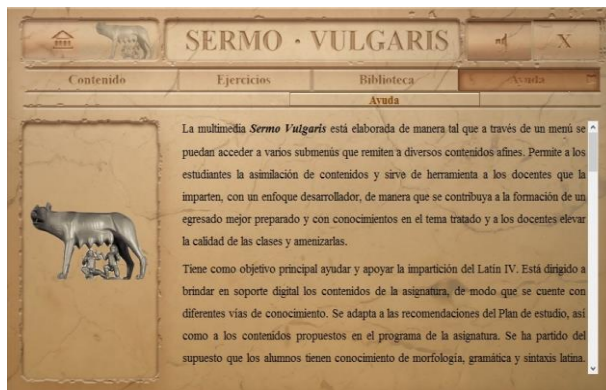 SERMO · VULGARIS
X
Contenido Ejercicios Biblioteca Ayuda
Ayuda
La multimedia Sermo Vulgaris está elaborada de manera tal que a través de un menú se
puedan acceder a varios submenús que remiten a diversos contenidos afines. Permite a los
estudiantes la asimilación de contenidos y sirve de herramienta a los docentes que la
imparten, con un enfoque desarrollador, de manera que se contribuya a la formación de un
egresado mejor preparado y con conocimientos en el tema tratado y a los docentes elevar
la calidad de las clases y amenizarlas.
Tiene como objetivo principal ayudar y apoyar la impartición del Latín IV. Está dirigido a
brindar en soporte digital los contenidos de la asignatura, de modo que se cuente con
diferentes vías de conocimiento. Se adapta a las recomendaciones del Plan de estudio, así
como a los contenidos propuestos en el programa de la asignatura. Se ha partido del
supuesto que los alumnos tienen conocimiento de morfología, gramática y sintaxis latina.